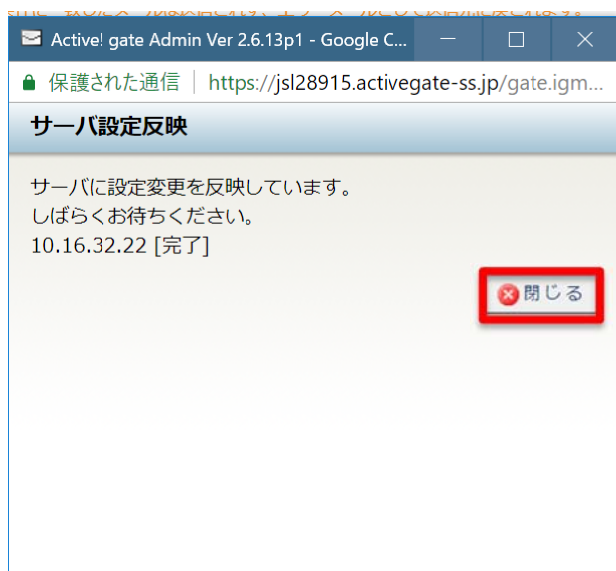 Active! gate Admin Ver 2.6.13p1 - Google C...
保護された通信 https://jsl28915.activegate-ss.jp/gate.igm...
サーバ設定反映
サーバに設定変更を反映しています。
しばらくお待ちください。
10.16.32.22 [完了]
閉じる